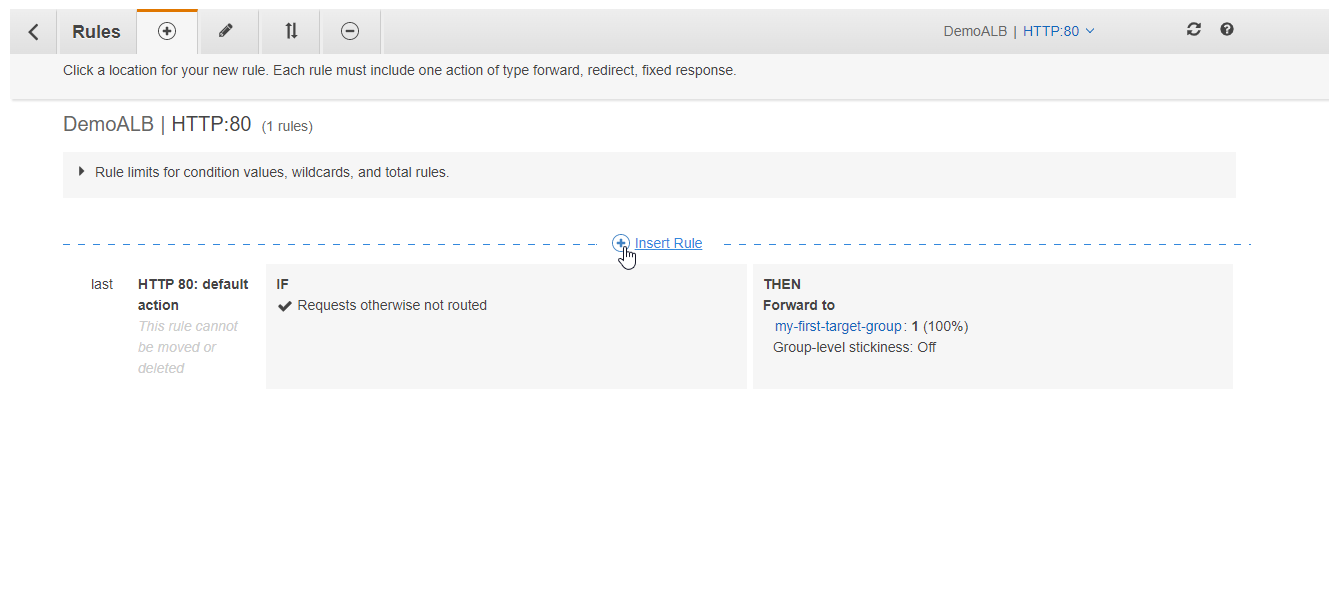 Rules
DemoALB | HTTP:80
Click a location for your new rule. Each rule must include one action of type forward, redirect, fixed response.
DemoALB | HTTP:80 (1 rules)
Rule limits for condition values, wildcards, and total rules.
Insert Rule
last
HTTP 80: default
action
This rule cannot
be moved or
deleted
IF
Requests otherwise not routed
THEN
Forward to
my-first-target-group: 1 (100%)
Group-level stickiness: Off